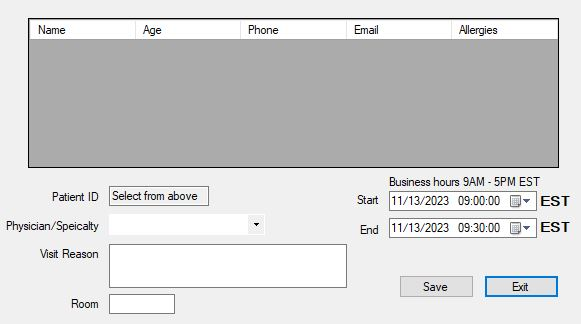 Name Age Phone Email Allergies
Business hours 9AM - 5PM EST
Patient ID Select from above Start 11/13/2023 09:00:00 EST
Physician/Speicalty End 11/13/2023 09:30:00 EST
Visit Reason
Save Exit
Room